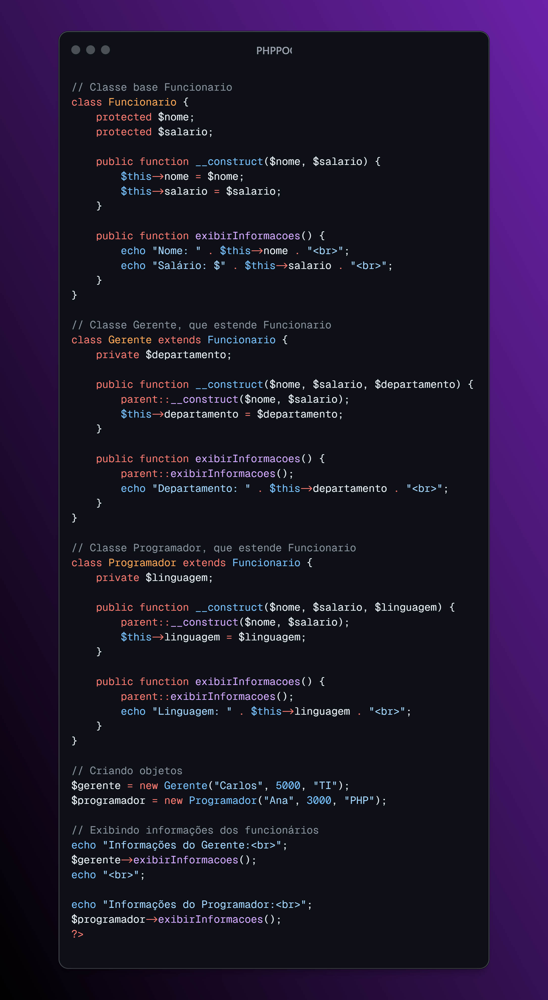 PHPPOO
// Classe base Funcionario
class Funcionario {
    protected $nome;
    protected $salario;

    public function __construct($nome, $salario) {
        $this->nome = $nome;
        $this->salario = $salario;
    }

    public function exibirInformacoes() {
        echo "Nome: " . $this->nome . "<br>";
        echo "Salário: $" . $this->salario . "<br>";
    }
}

// Classe Gerente, que estende Funcionario
class Gerente extends Funcionario {
    private $departamento;

    public function __construct($nome, $salario, $departamento) {
        parent::__construct($nome, $salario);
        $this->departamento = $departamento;
    }

    public function exibirInformacoes() {
        parent::exibirInformacoes();
        echo "Departamento: " . $this->departamento . "<br>";
    }
}

// Classe Programador, que estende Funcionario
class Programador extends Funcionario {
    private $linguagem;

    public function __construct($nome, $salario, $linguagem) {
        parent::__construct($nome, $salario);
        $this->linguagem = $linguagem;
    }

    public function exibirInformacoes() {
        parent::exibirInformacoes();
        echo "Linguagem: " . $this->linguagem . "<br>";
    }
}

// Criando objetos
$gerente = new Gerente("Carlos", 5000, "TI");
$programador = new Programador("Ana", 3000, "PHP");

// Exibindo informações dos funcionários
echo "Informações do Gerente:<br>";
$gerente->exibirInformacoes();
echo "<br>";

echo "Informações do Programador:<br>";
$programador->exibirInformacoes();
?>